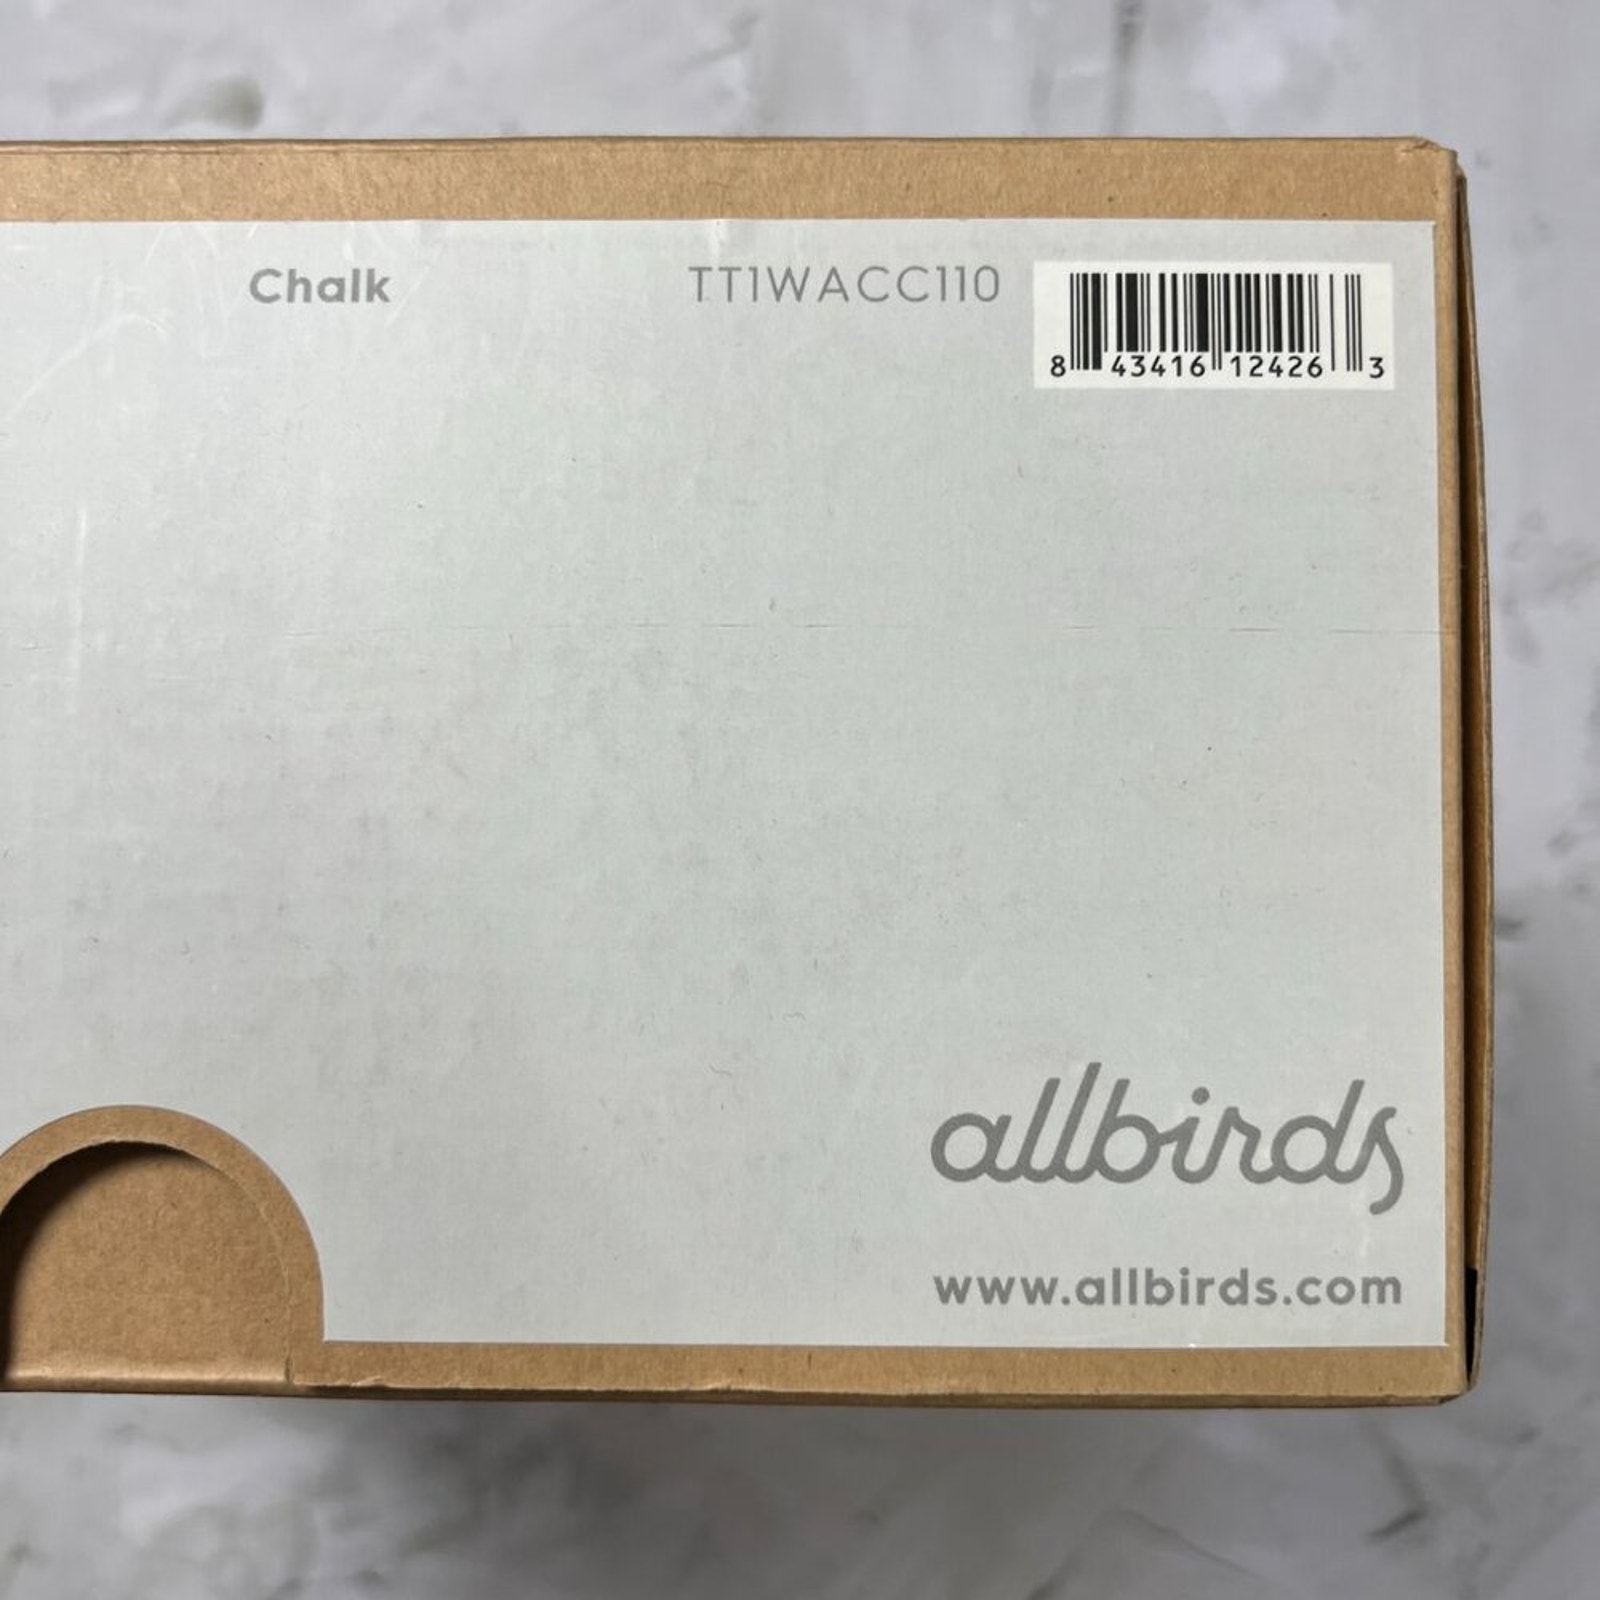 Chalk TT1WACC110
8 43416 12426 3
allbirds
www.allbirds.com